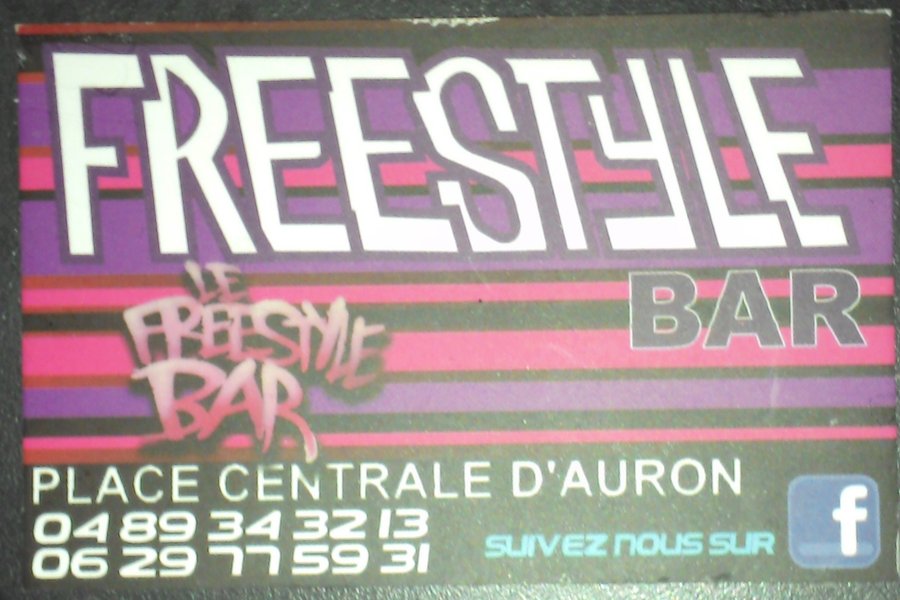 FREESTYLE
BAR
LE
FREESTYLE
BAR
PLACE CENTRALE D'AURON
04 89 34 32 13
06 29 77 59 31
SUIVEZ NOUS SUR f